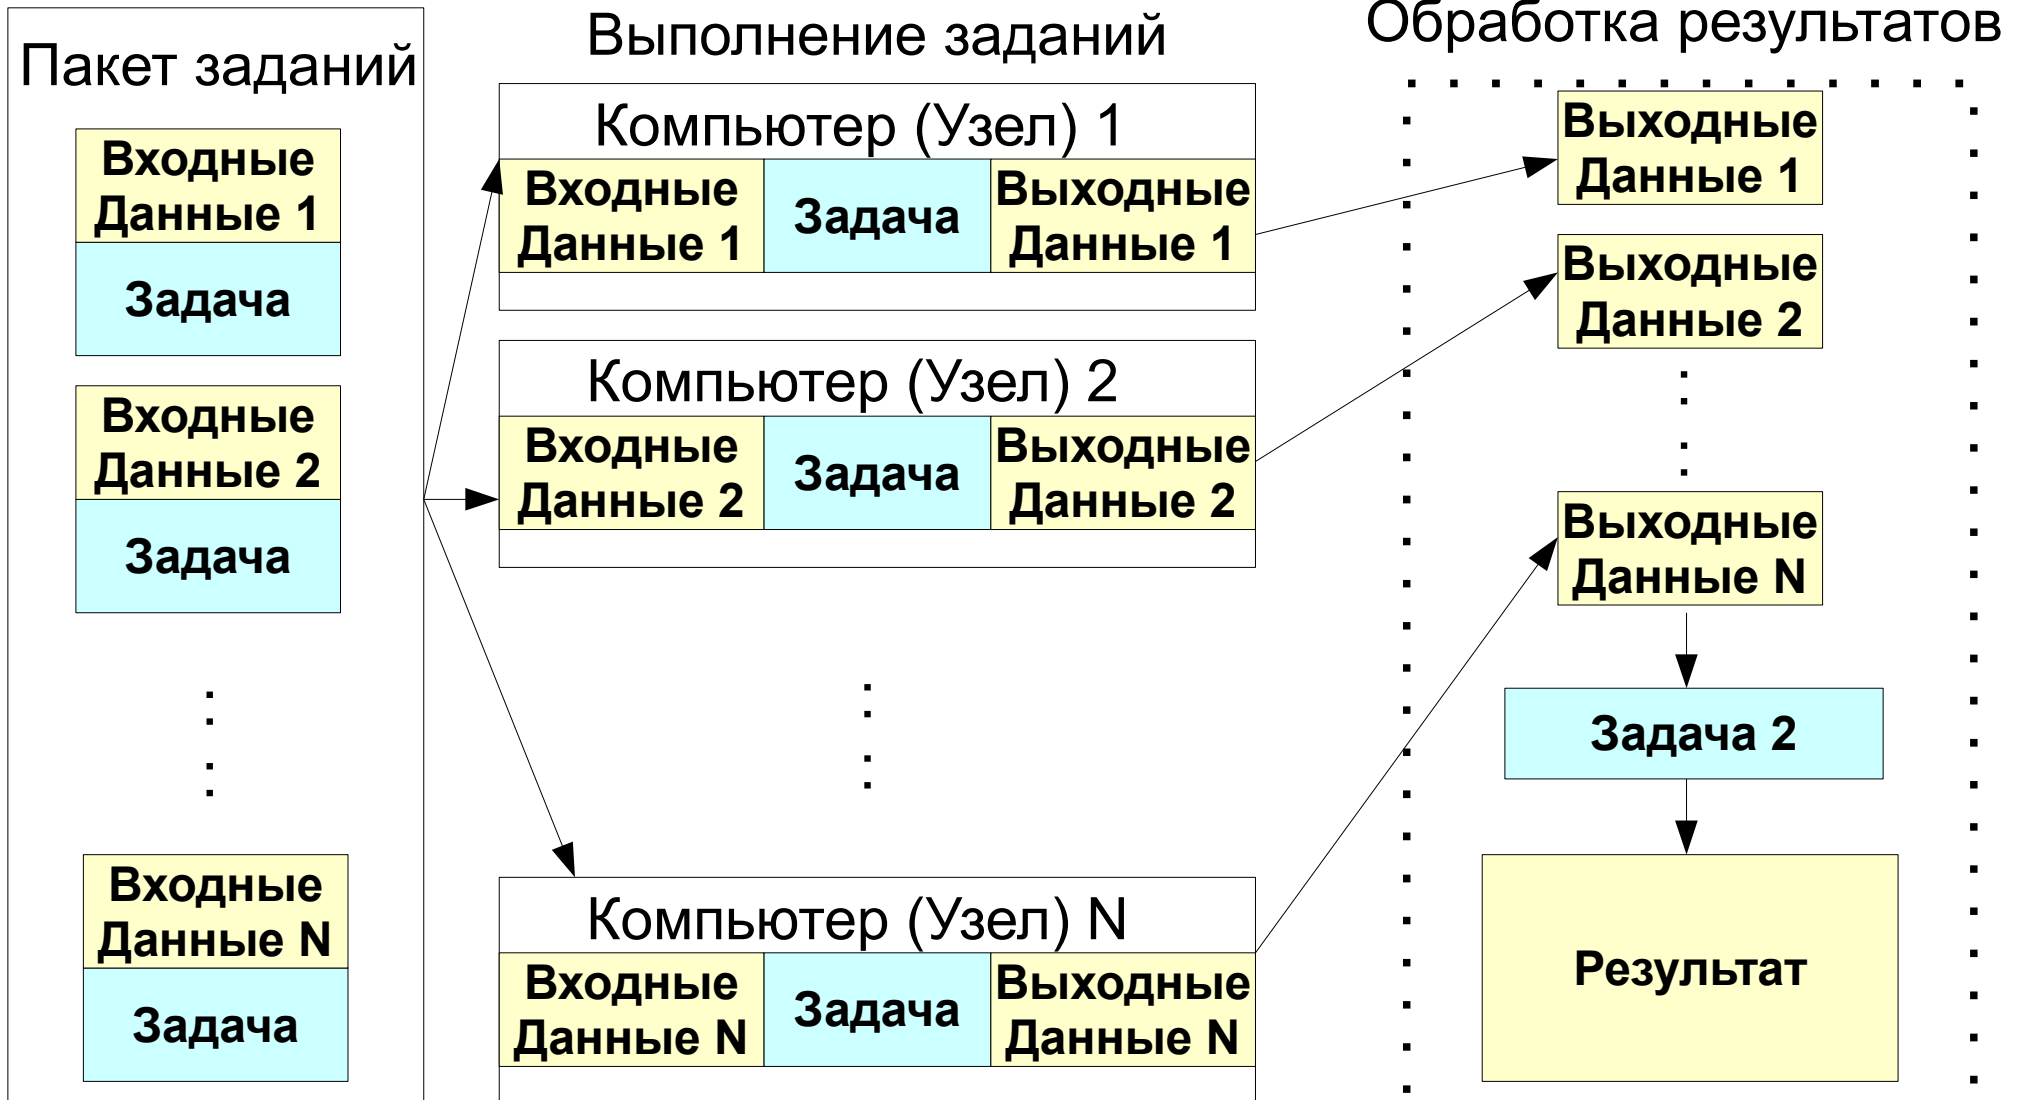 Пакет заданий
Входные
Данные 1
Задача
Входные
Данные 2
Задача
Входные
Данные N
Задача
Выполнение заданий
Компьютер (Узел) 1
Входные
Данные 1
Задача
Выходные
Данные 1
Компьютер (Узел) 2
Входные
Данные 2
Задача
Выходные
Данные 2
Компьютер (Узел) N
Входные
Данные N
Задача
Выходные
Данные N
Обработка результатов
Выходные
Данные 1
Выходные
Данные 2
Выходные
Данные N
Задача 2
Результат